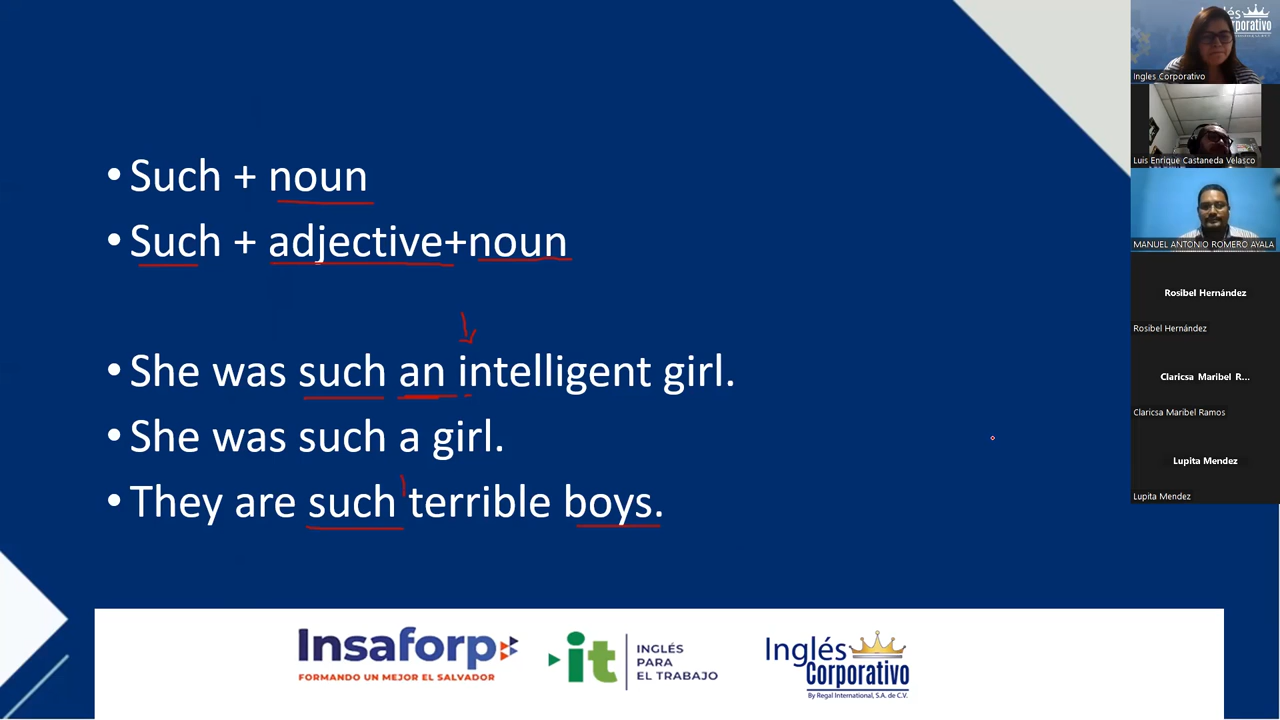 • Such + noun
• Such + adjective+noun
• She was such an intelligent girl.
• She was such a girl.
• They are such terrible boys.
Insaforp
FORMANDO UN MEJOR EL SALVADOR
it
INGLÉS
PARA
EL TRABAJO
Inglés
Corporativo
By Regal International, S.A. de C.V.
Ingles Corporativo
Luis Enrique Castaneda Velasco
MANUEL ANTONIO ROMERO AYALA
Rosibel Hernández
Rosibel Hernández
Claricsa Maribel R...
Claricsa Maribel Ramos
Lupita Mendez
Lupita Mendez